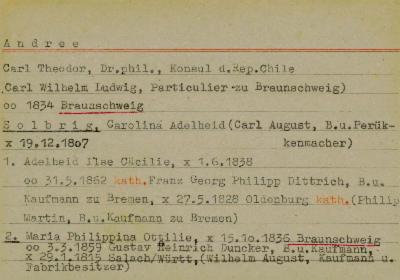 Andree
Carl Theodor, Dr.phil., Konsul d.Rep.Chile
(Carl Wilhelm Ludwig, Particulier zu Braunschweig)
oo 1834 Braunschweig
Solbrig, Carolina Adelheid(Carl August, B.u.Perük-
x 19.12.1807 kenmacher)
1. Adelheid Ilse Cäcilie, x 1.6.1838
oo 31.5.1862 kath.Franz Georg Philipp Dittrich, B.u.
Kaufmann zu Bremen, x 27.5.1828 Oldenburg kath.(Philip
Martin, B.u.Kaufmann zu Bremen)
2. Maria Philippina Ottilie, x 15.10.1836 Braunschweig
oo 3.3.1859 Gustav Heinrich Duncker, B.u.Kaufmann,
x 29.1.1815 Salach/Württ.(Wilhelm August, Kaufmann u
Fabrikbesitzer)